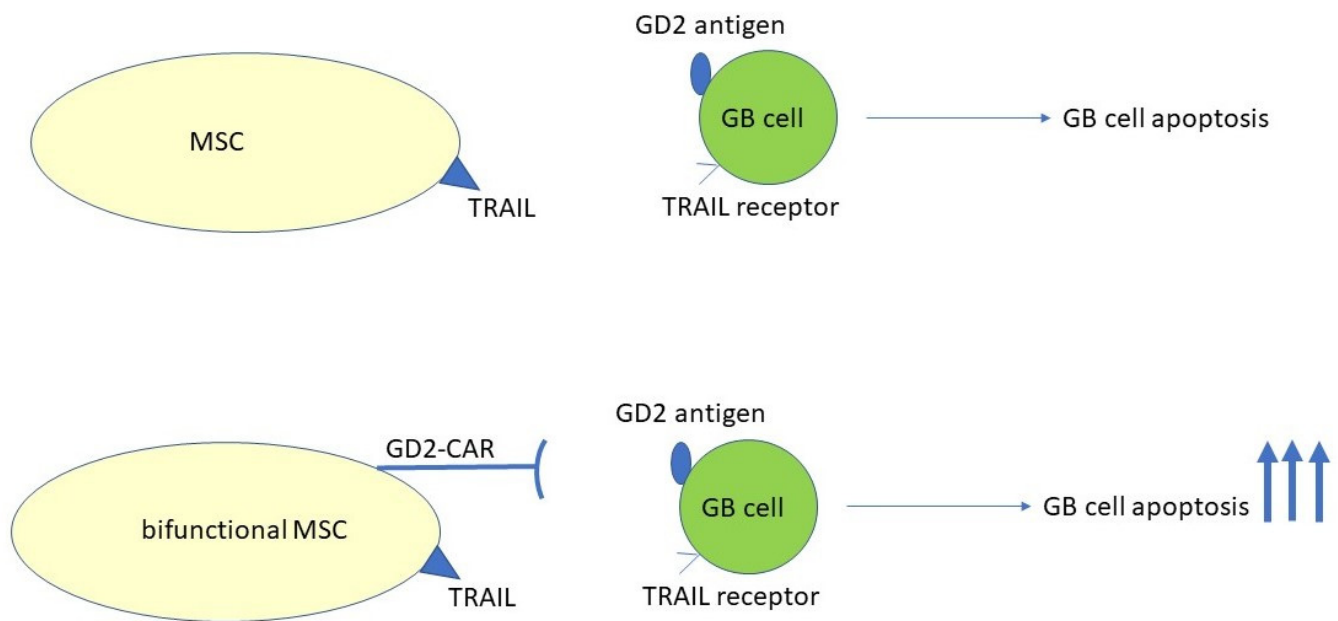 GD2 antigen
MSC
GB cell
GB cell apoptosis
TRAIL
TRAIL receptor
GD2 antigen
GD2-CAR
bifunctional MSC
GB cell
GB cell apoptosis
TRAIL
TRAIL receptor